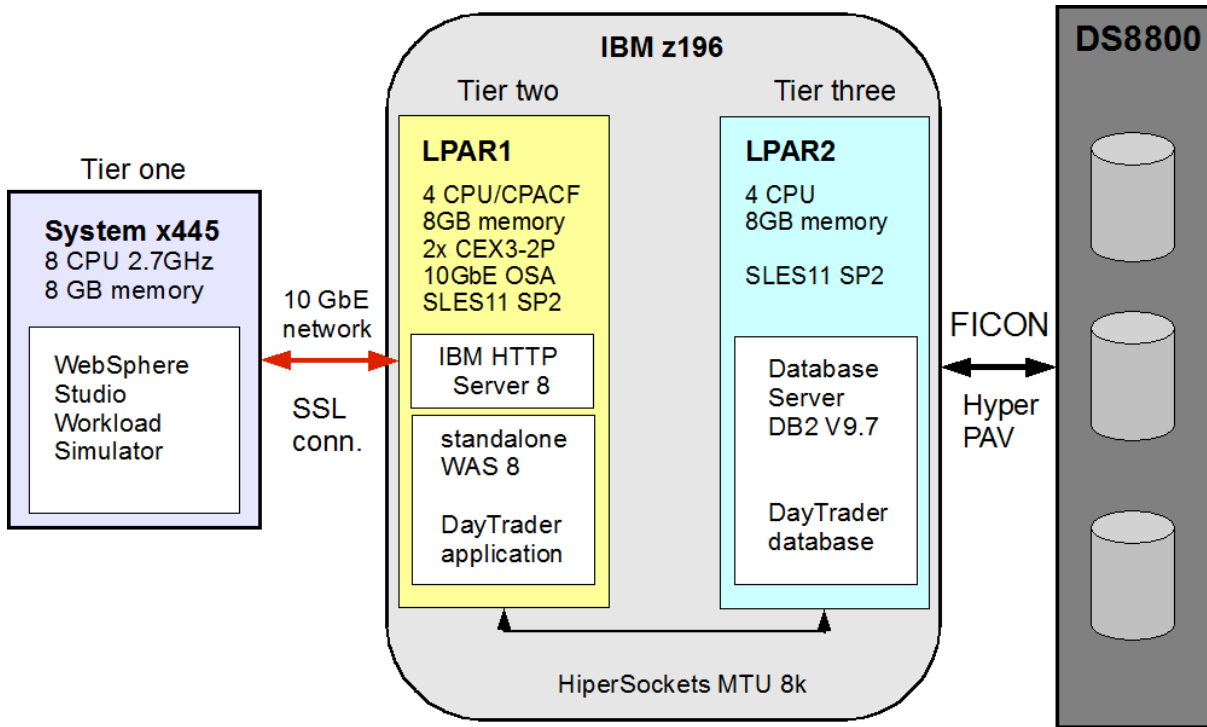 Tier one
System x445
8 CPU 2.7GHz
8 GB memory
WebSphere
Studio
Workload
Simulator
10 GbE
network
SSL
conn.
IBM z196
Tier two
LPAR1
4 CPU/CPACF
8GB memory
2x CEX3-2P
10GbE OSA
SLES11 SP2
IBM HTTP
Server 8
standalone
WAS 8
DayTrader
application
Tier three
LPAR2
4 CPU
8GB memory
SLES11 SP2
Database
Server
DB2 V9.7
DayTrader
database
HiperSockets MTU 8k
FICON
Hyper
PAV
DS8800